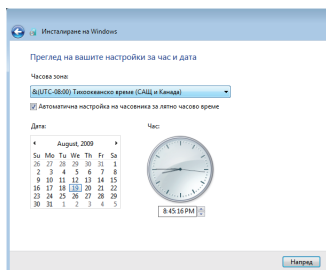 Инсталиране на Windows
Преглед на вашите настройки за час и дата
Часова зона:
&(UTC-08:00) Тихоокеанско време (САЩ и Канада)
Автоматична настройка на часовника за лятно часово време
Дата:
Час:
August, 2009
Su Mo Tu We Th Fr Sa
26 27 28 29 30 31 1
2 3 4 5 6 7 8
9 10 11 12 13 14 15
16 17 18 19 20 21 22
23 24 25 26 27 28 29
30 31 1 2 3 4 5
8:45:16 PM
Напред